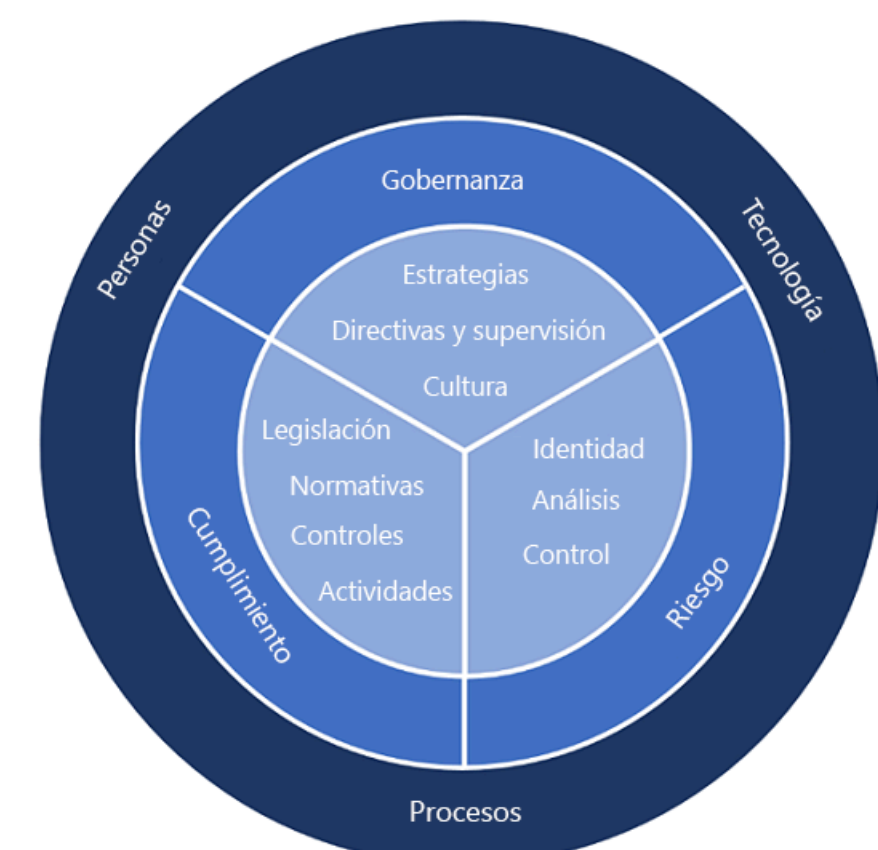 Personas
Tecnología
Gobernanza
Estrategias
Directivas y supervisión
Cultura
Legislación
Normativas
Controles
Actividades
Identidad
Análisis
Control
Cumplimiento
Riesgo
Procesos